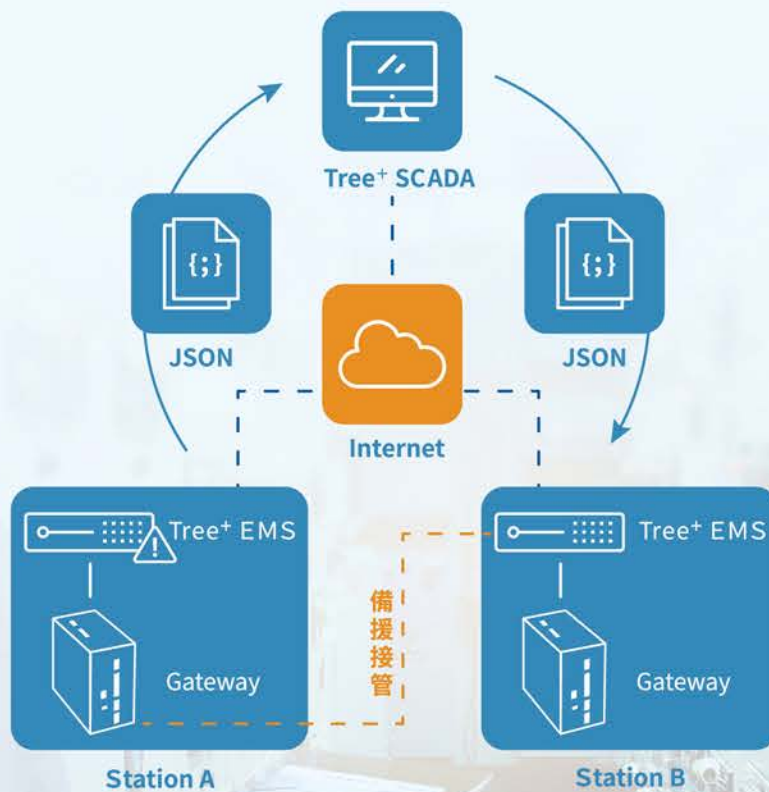 Tree⁺ SCADA
{;}
JSON
{;}
JSON
Internet
Tree⁺ EMS
Gateway
Station A
備援接管
Tree⁺ EMS
Gateway
Station B